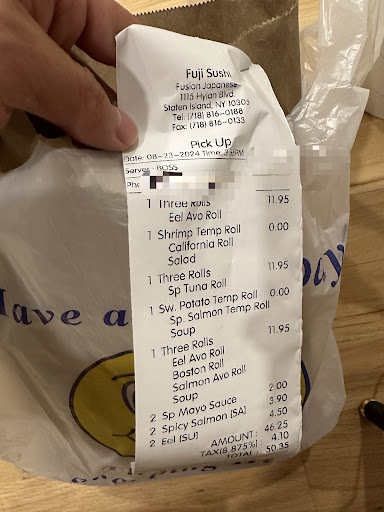 Fuji Sushi
Fusion Japanese
1115 Hylan Blvd.
Staten Island, NY 10305
Tel: (718) 816-0188
Fax: (718) 816-0133
Pick Up
Date: 08-23-2024 Time:
Server: BOSS
1 Three Rolls 11.95
Eel Avo Roll
1 Shrimp Temp Roll 0.00
California Roll
Salad
1 Three Rolls 11.95
Sp Tuna Roll
1 Sw. Potato Temp Roll 0.00
Sp. Salmon Temp Roll
Soup
1 Three Rolls 11.95
Eel Avo Roll
Boston Roll
Salmon Avo Roll
Soup
2 Sp Mayo Sauce 2.00
2 Spicy Salmon [SA] 3.90
2 Eel [SU] 4.50
AMOUNT: 46.25
TAX(8.875%): 4.10
TOTAL: 50.35
Have a